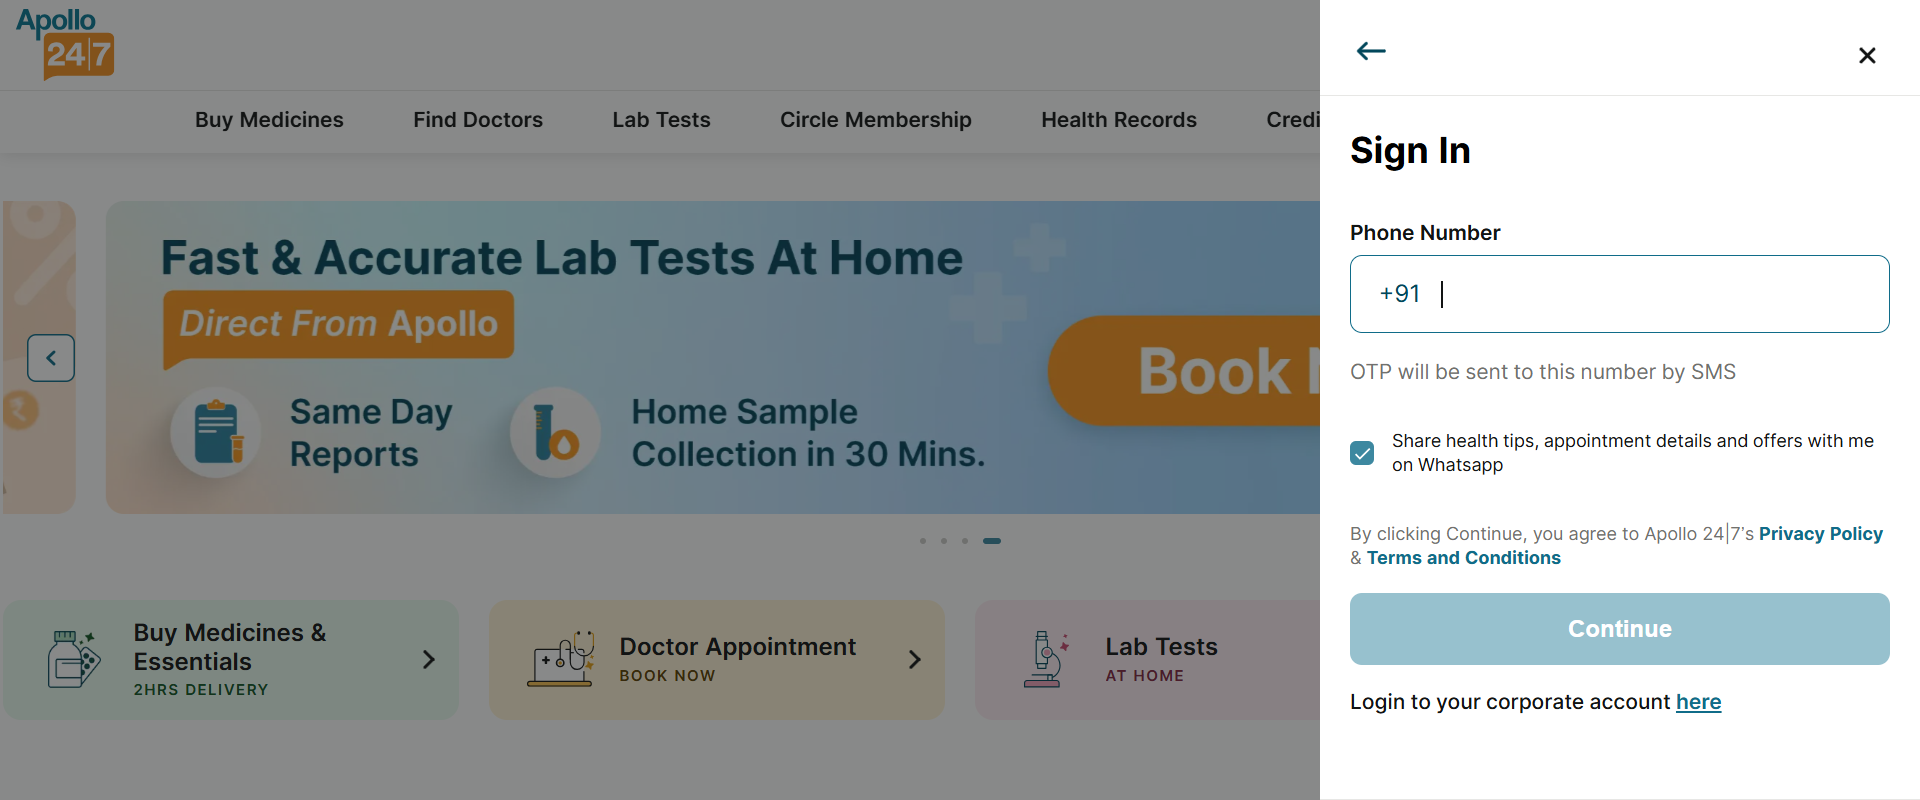 Apollo
24|7
Buy Medicines
Find Doctors
Lab Tests
Circle Membership
Health Records
Credi
Fast & Accurate Lab Tests At Home
Direct From Apollo
Same Day
Reports
Home Sample
Collection in 30 Mins.
Book
Buy Medicines &
Essentials
2HRS DELIVERY
Doctor Appointment
BOOK NOW
Lab Tests
AT HOME
Sign In
Phone Number
+91
OTP will be sent to this number by SMS
Share health tips, appointment details and offers with me
on Whatsapp
By clicking Continue, you agree to Apollo 24|7's Privacy Policy
& Terms and Conditions
Continue
Login to your corporate account here